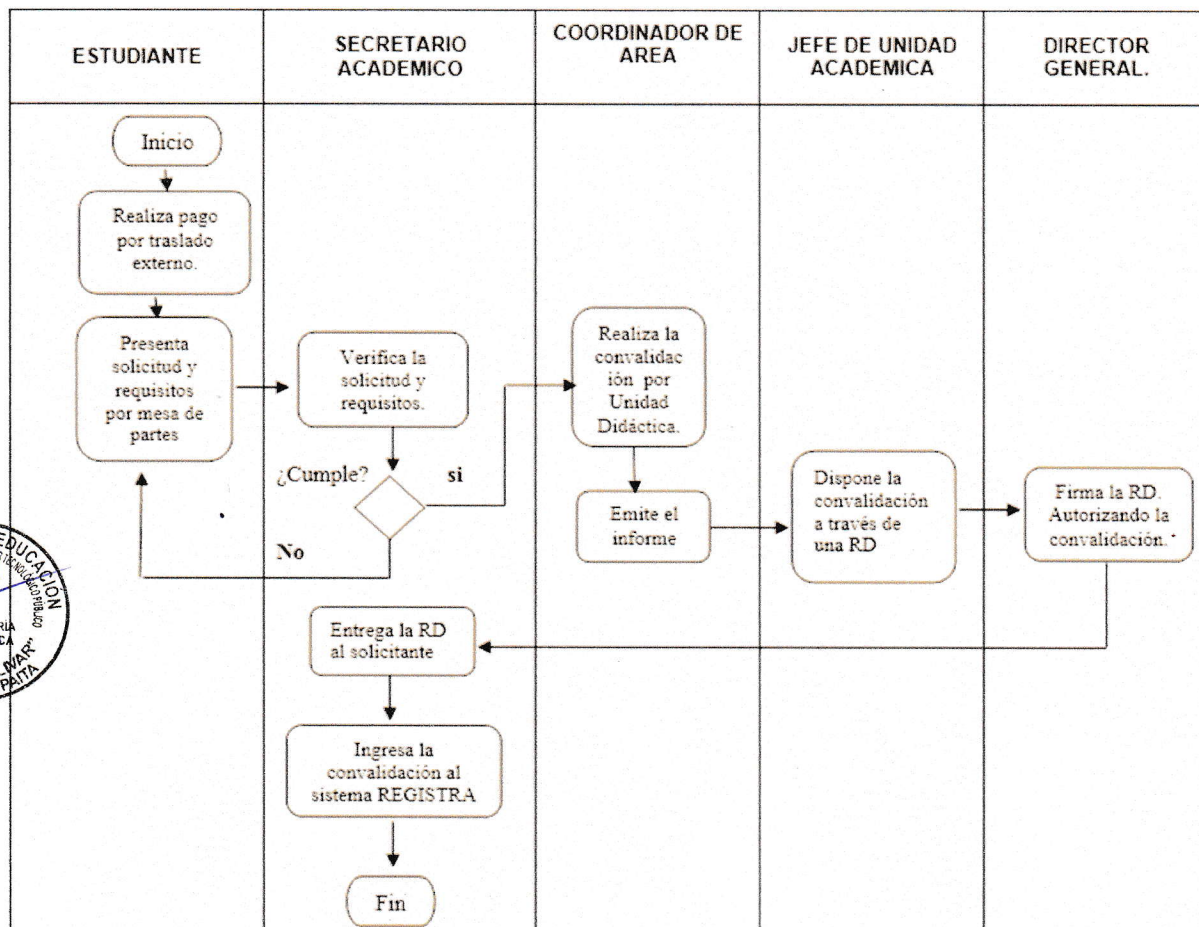 ESTUDIANTE
SECRETARIO
ACADEMICO
COORDINADOR DE
AREA
JEFE DE UNIDAD
ACADEMICA
DIRECTOR
GENERAL.
Inicio
Realiza pago
por traslado
externo.
Presenta
solicitud y
requisitos
por mesa de
partes
Verifica la
solicitud y
requisitos.
¿Cumple?
si
No
Realiza la
convalidac
ión por
Unidad
Didáctica.
Emite el
informe
Dispone la
convalidación
a través de
una RD
Firma la RD.
Autorizando la
convalidación.
Entrega la RD
al solicitante
Ingresa la
convalidación al
sistema REGISTRA
Fin
EDUCACIÓN
PÚBLICO
PAITA